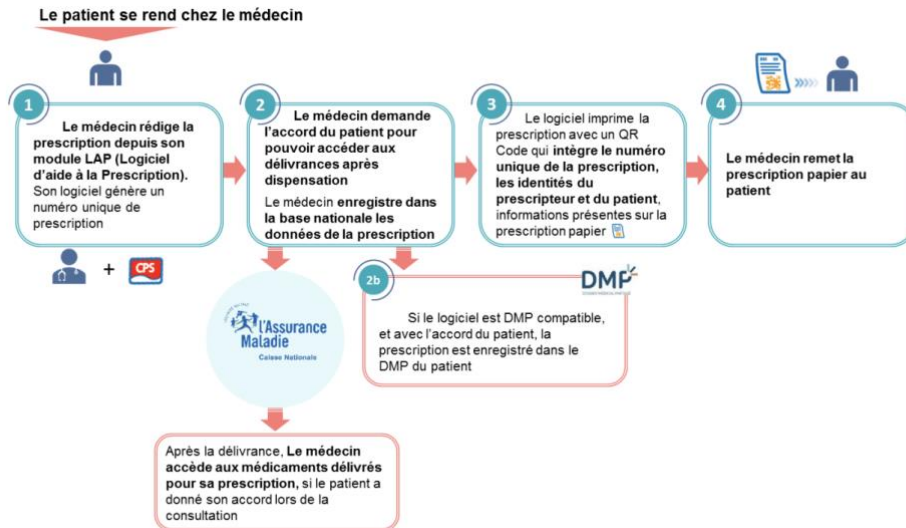 Le patient se rend chez le médecin
1
Le médecin rédige la
prescription depuis son
module LAP (Logiciel
d'aide à la Prescription).
Son logiciel génère un
numéro unique de
prescription
CPS
2
Le médecin demande
l'accord du patient pour
pouvoir accéder aux
délivrances après
dispensation
Le médecin enregistre dans
la base nationale les
données de la prescription
3
Le logiciel imprime la
prescription avec un QR
Code qui intègre le numéro
unique de la prescription,
les identités du
prescripteur et du patient,
informations présentes sur la
prescription papier
4
Le médecin remet la
prescription papier au
patient
+
l'Assurance
Maladie
Caisse Nationale
2b
DMP
Si le logiciel est DMP compatible,
et avec l'accord du patient, la
prescription est enregistré dans le
DMP du patient
Après la délivrance, Le médecin
accède aux médicaments délivrés
pour sa prescription, si le patient a
donné son accord lors de la
consultation